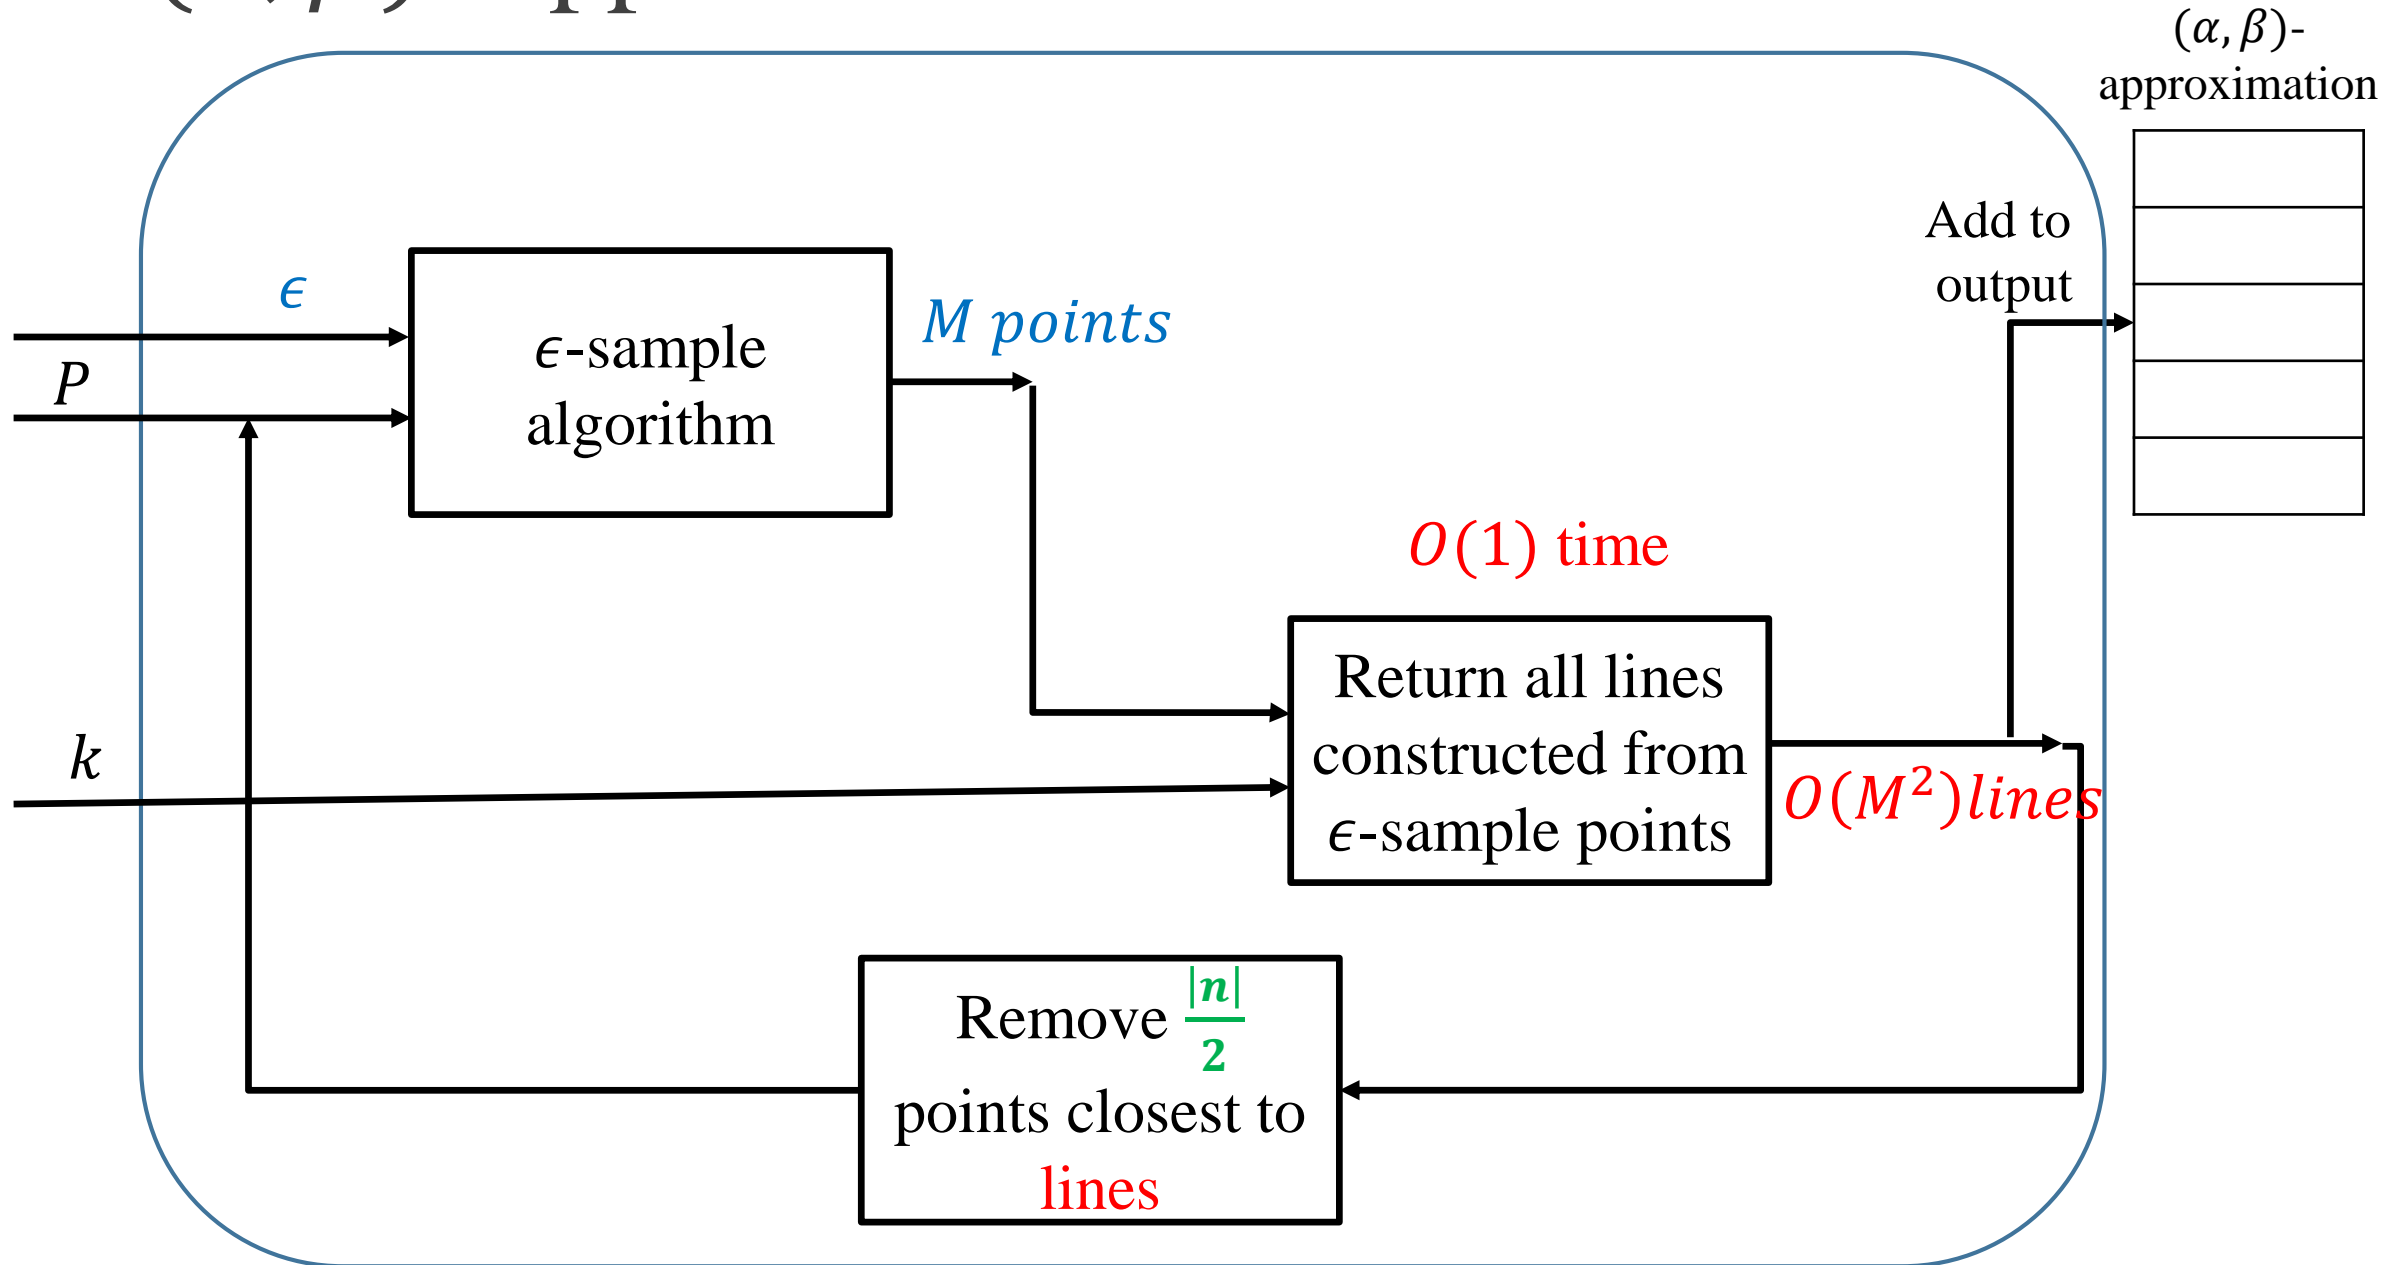 (α, β)-
approximation
Add to
output
ϵ
P
ϵ-sample
algorithm
M points
O(1) time
k
Return all lines
constructed from
ϵ-sample points
O(M²)lines
Remove |n|/2
points closest to
lines